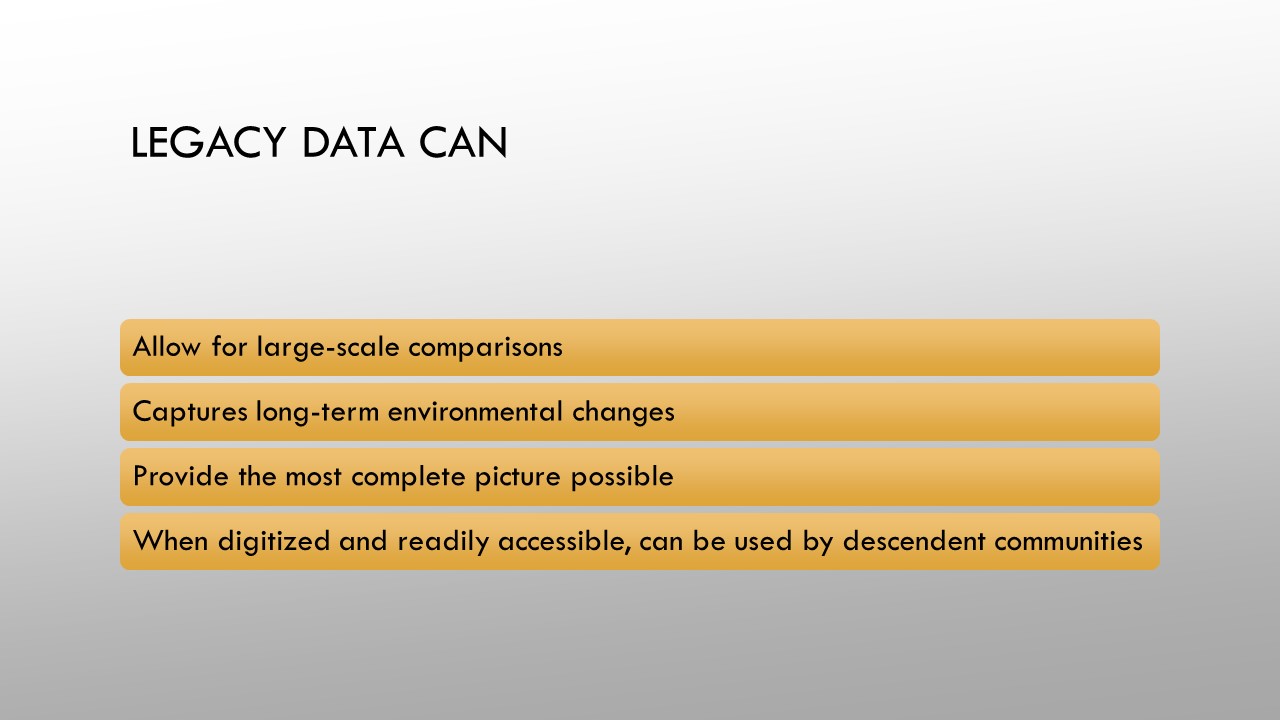 LEGACY DATA CAN
Allow for large-scale comparisons
Captures long-term environmental changes
Provide the most complete picture possible
When digitized and readily accessible, can be used by descendent communities